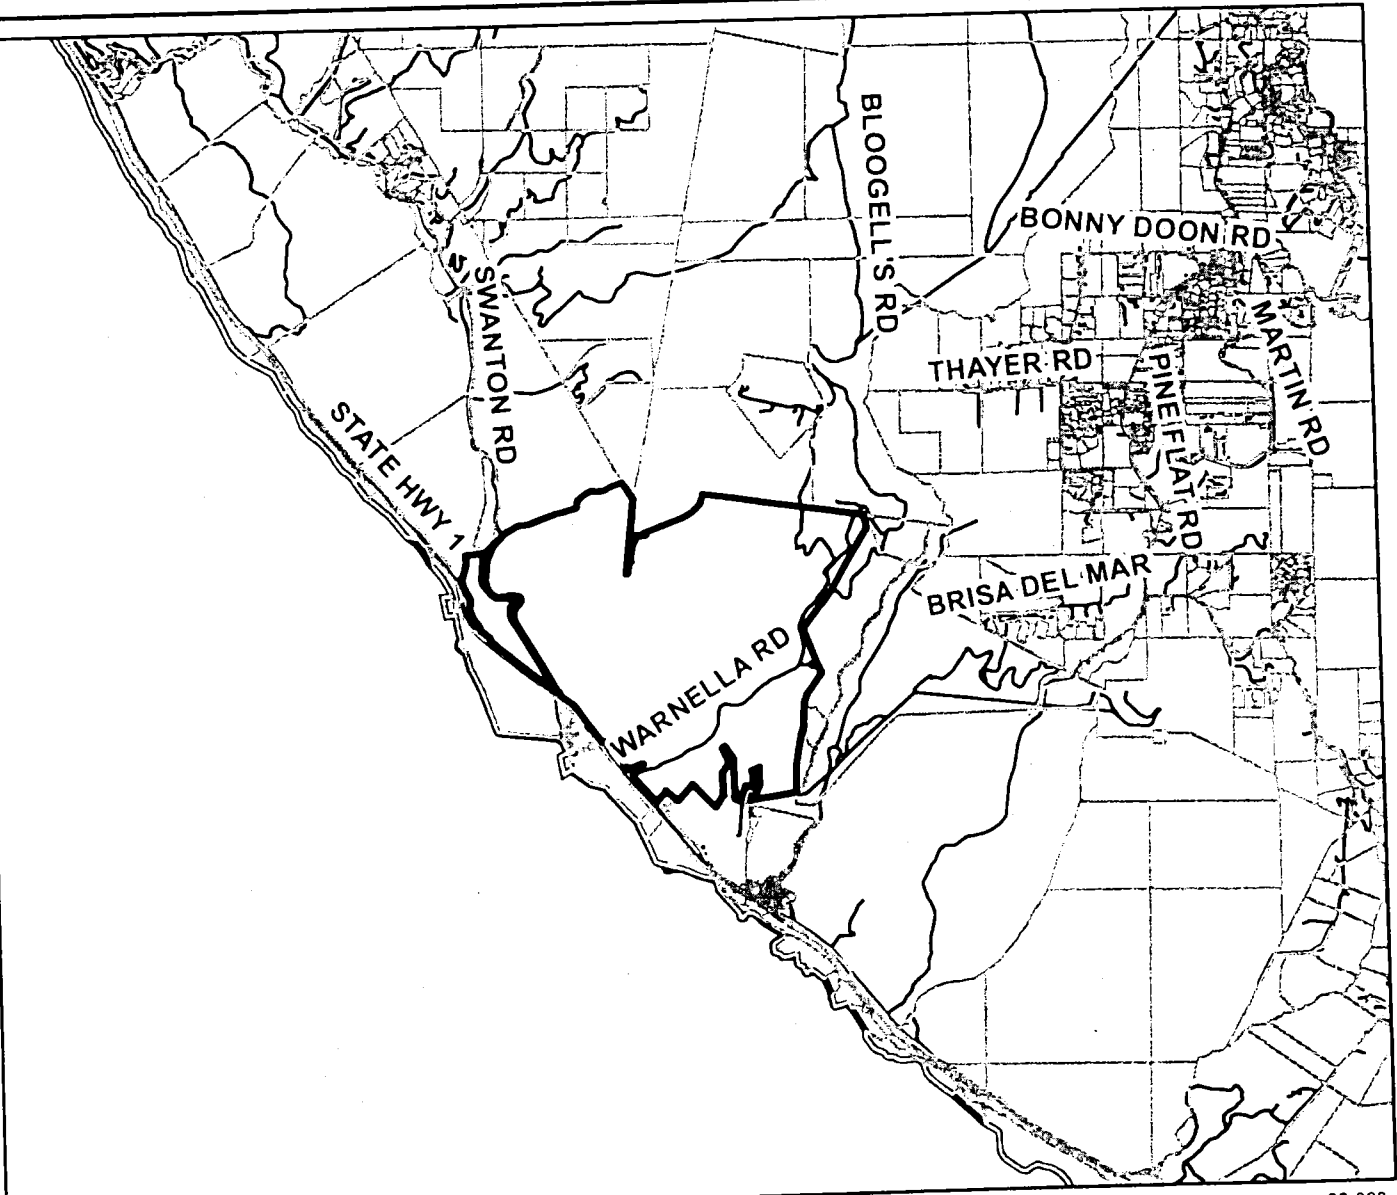 BLOOGELL'S RD
BONNY DOON RD
SWANTON RD
MARTIN RD
THAYER RD
PINE FLAT RD
STATE HWY 1
BRISA DEL MAR
WARNELLA RD